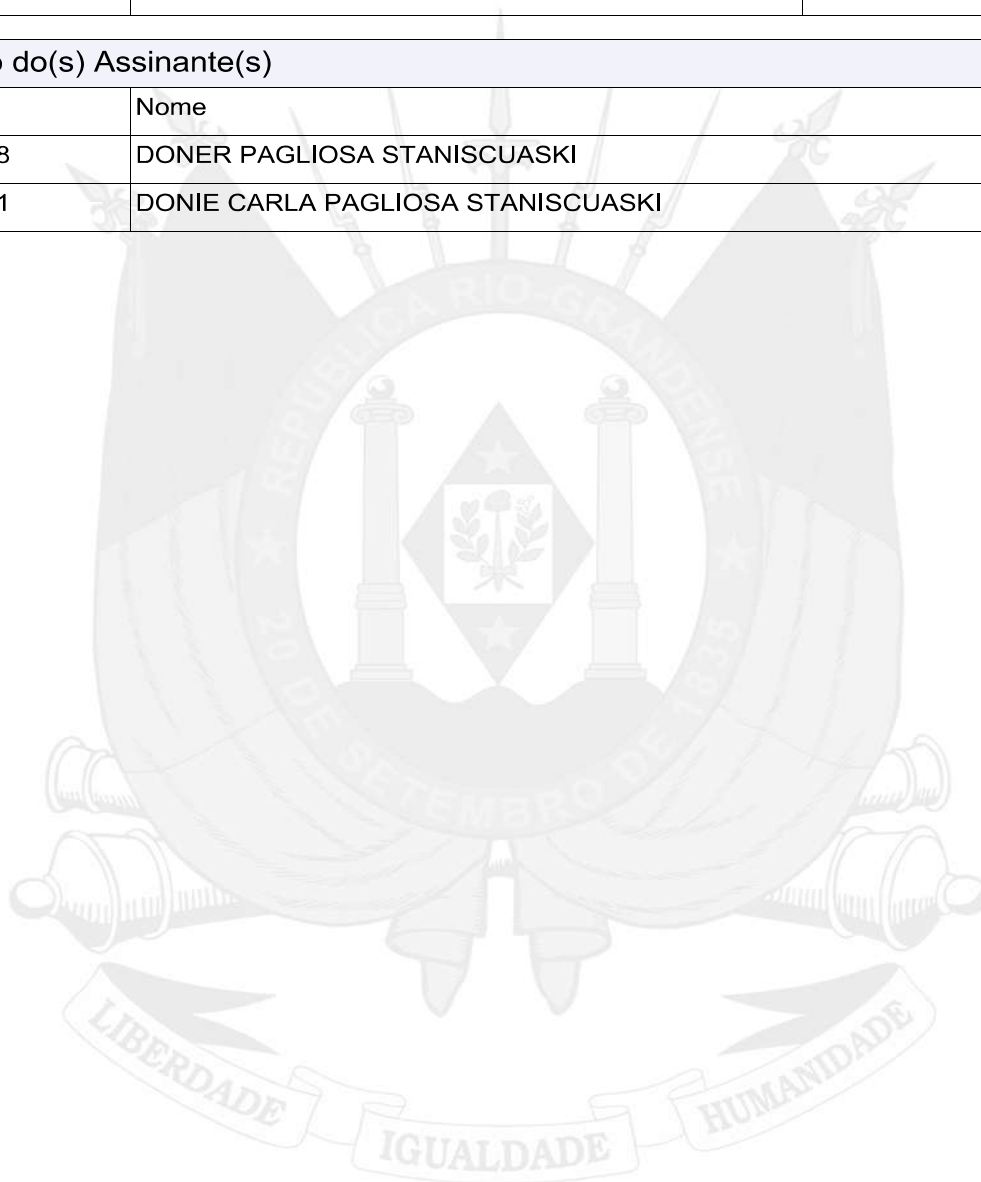 o do(s) Assinante(s)
Nome
8 DONER PAGLIOSA STANISCUASKI
1 DONIE CARLA PAGLIOSA STANISCUASKI
REPUBLICA RIO-GRANDENSE
20 DE SETEMBRO DE 1835
LIBERDADE IGUALDADE HUMANIDADE